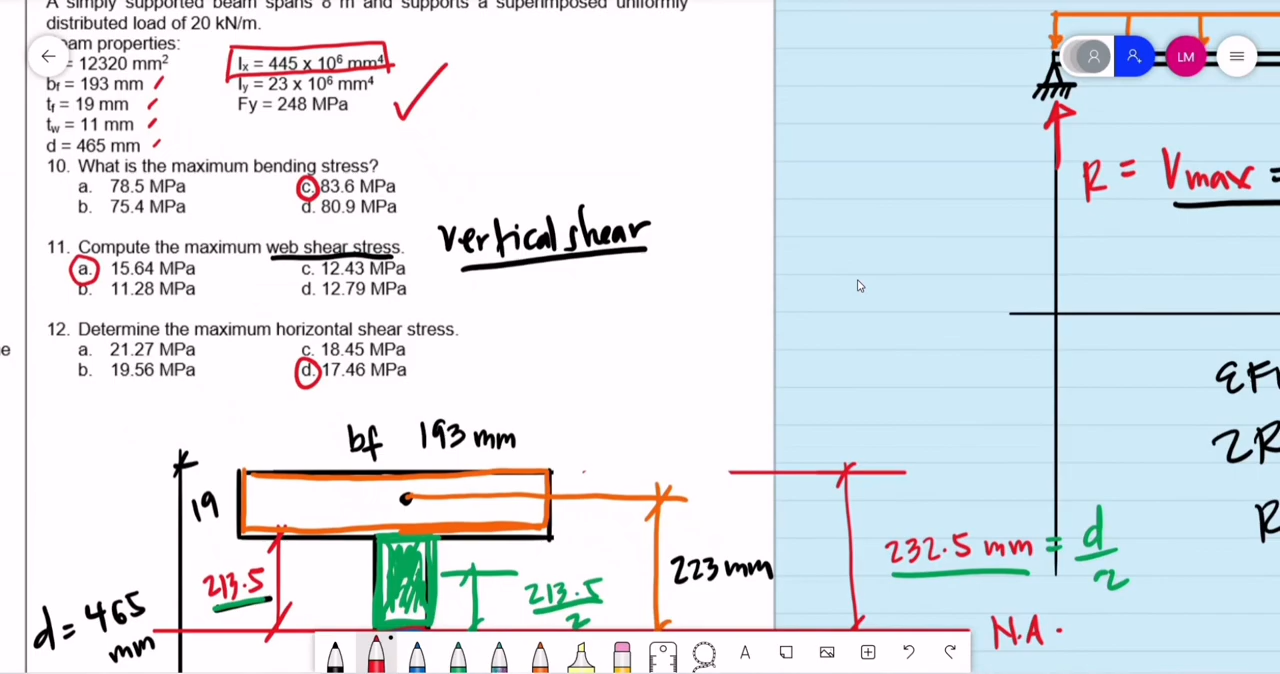 A simply supported beam spans 8 m and supports a superimposed uniformly
distributed load of 20 kN/m.
am properties:
= 12320 mm²
Ix = 445 x 10⁶ mm⁴
bf = 193 mm
Iy = 23 x 10⁶ mm⁴
tf = 19 mm
Fy = 248 MPa
tw = 11 mm
d = 465 mm
10. What is the maximum bending stress?
a. 78.5 MPa
c. 83.6 MPa
b. 75.4 MPa
d. 80.9 MPa
vertical shear
11. Compute the maximum web shear stress.
a. 15.64 MPa
c. 12.43 MPa
b. 11.28 MPa
d. 12.79 MPa
12. Determine the maximum horizontal shear stress.
a. 21.27 MPa
c. 18.45 MPa
b. 19.56 MPa
d. 17.46 MPa
e
bf 193 mm
19
213.5
213.5/2
223 mm
d = 465
mm
LM
R = Vmax =
ΣF
2R
R
232.5 mm = d/2
N.A.
A